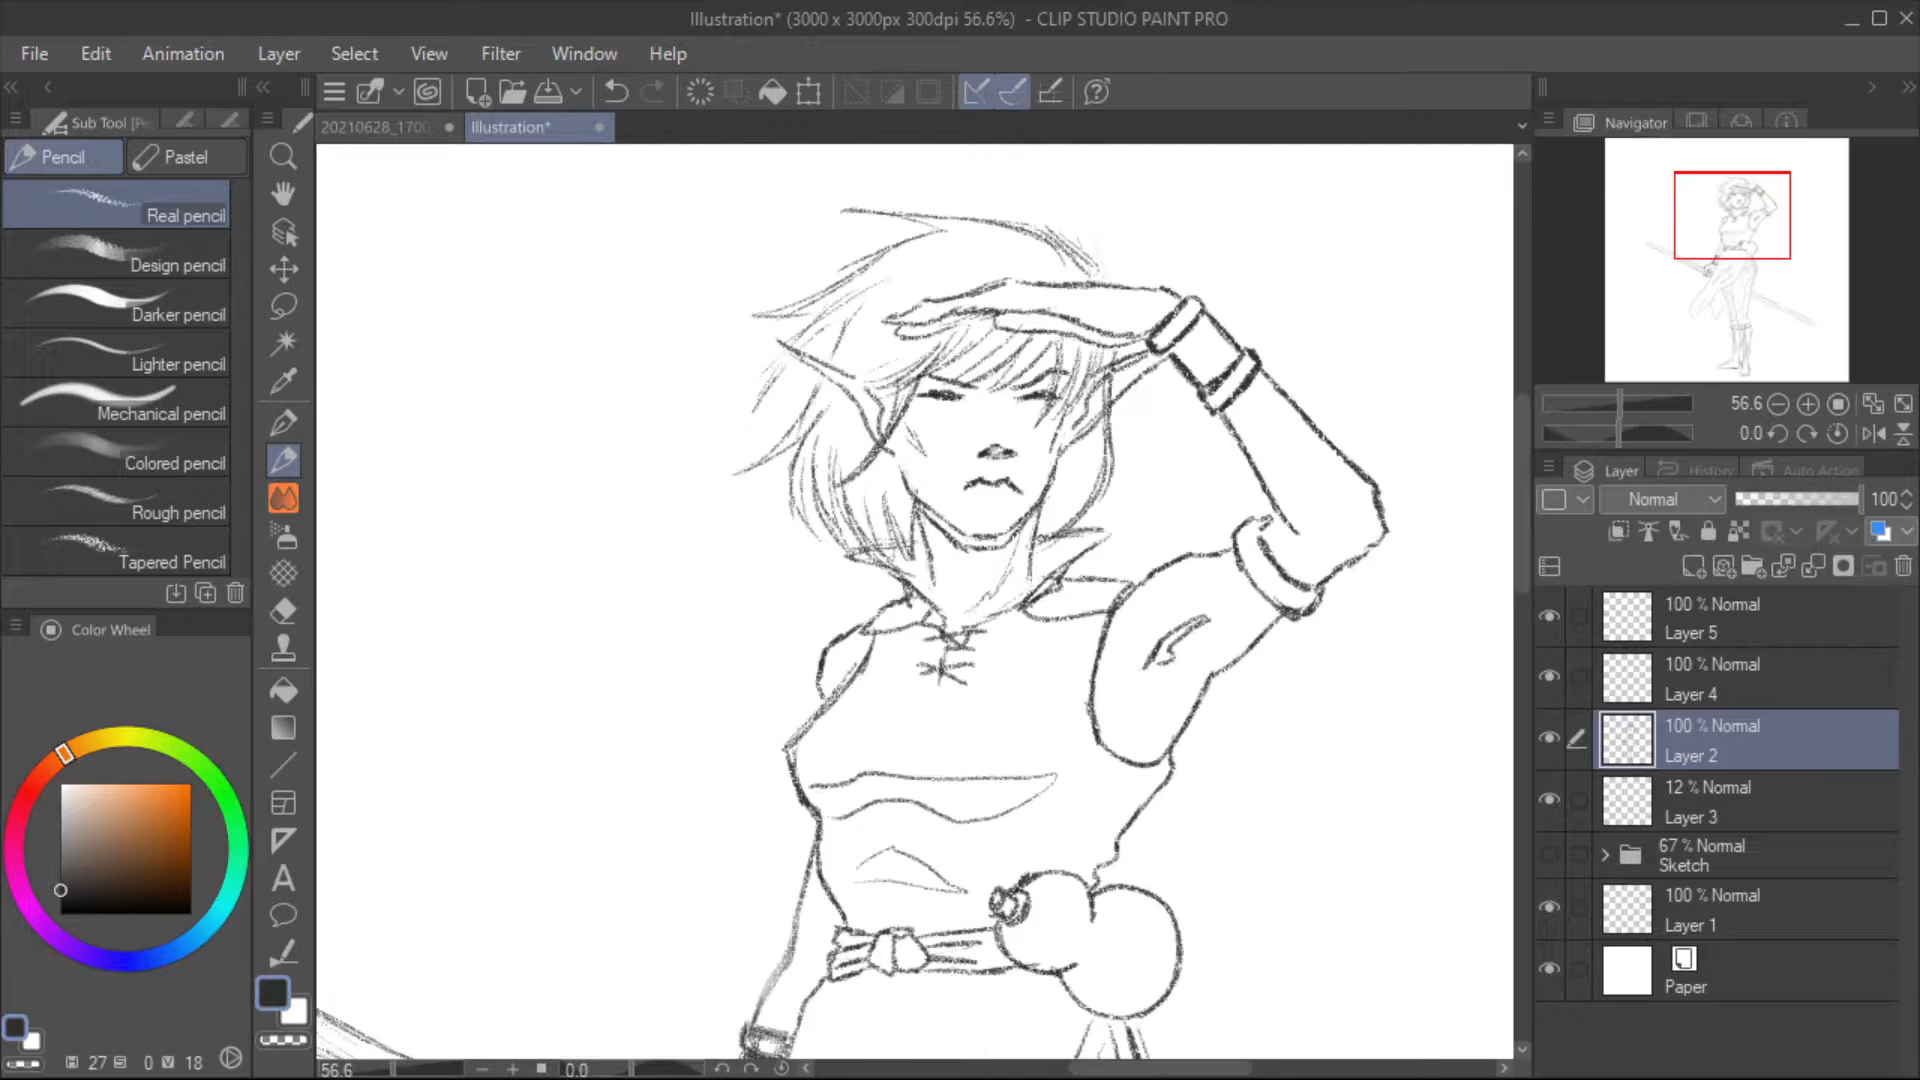 Illustration* (3000 x 3000px 300dpi 56.6%) - CLIP STUDIO PAINT PRO
File Edit Animation Layer Select View Filter Window Help
Sub Tool [Pe
20210628_170
Illustration*
Navigator
Pencil
Pastel
Real pencil
Design pencil
Darker pencil
Lighter pencil
Mechanical pencil
Colored pencil
Rough pencil
Tapered Pencil
Color Wheel
27 0 18
56.6
0.0
Layer
History
Auto Action
Normal
100
100 % Normal
Layer 5
100 % Normal
Layer 4
100 % Normal
Layer 2
12 % Normal
Layer 3
67 % Normal
Sketch
100 % Normal
Layer 1
Paper
56.6
0.0